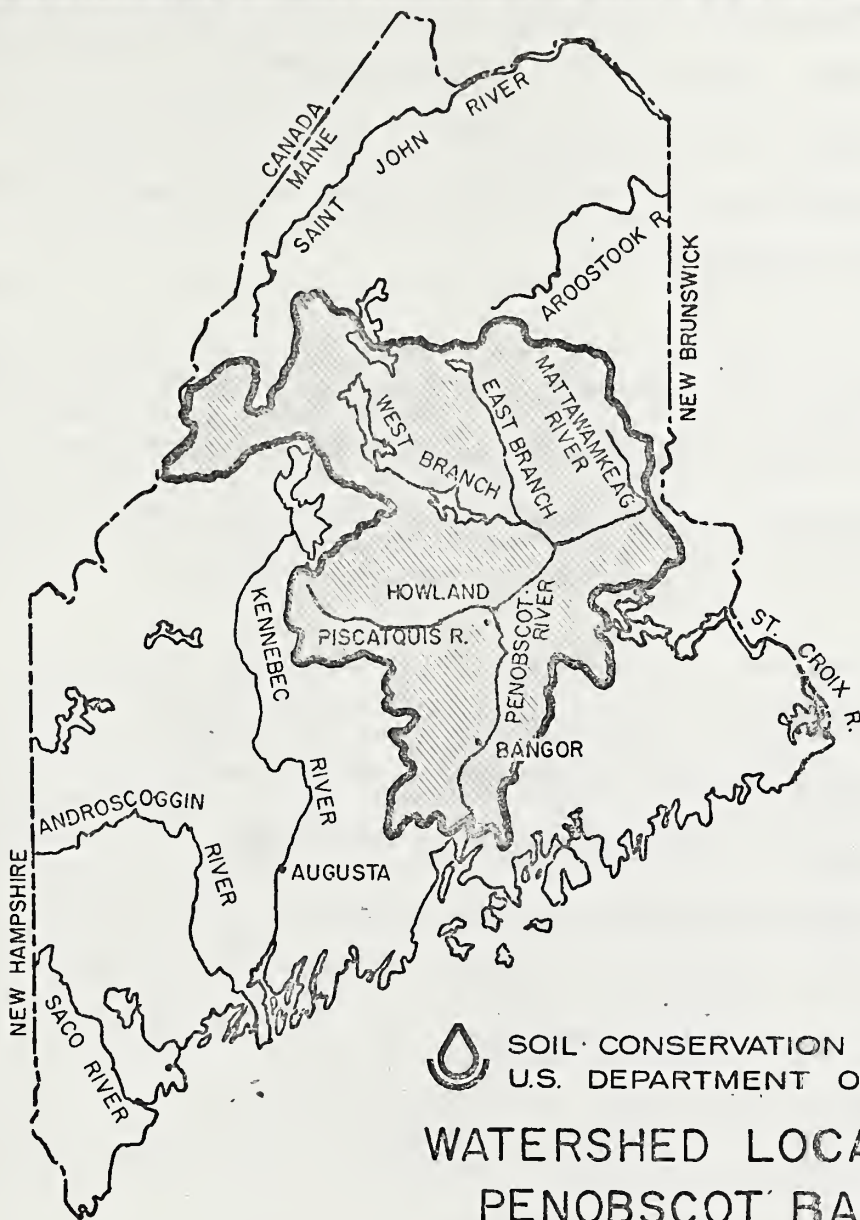 CANADA
MAINE
SAINT JOHN RIVER
AROOSTOOK R.
NEW BRUNSWICK
WEST BRANCH
EAST BRANCH
MATTAWAMKEAG
RIVER
HOWLAND
PISCATQUIS R.
PENOBSCOT RIVER
KENNEBEC RIVER
BANGOR
ST. CROIX R.
ANDROSCOGGIN RIVER
AUGUSTA
NEW HAMPSHIRE
SACO RIVER
SOIL CONSERVATION
U.S. DEPARTMENT O
WATERSHED LOCA
PENOBSCOT BA